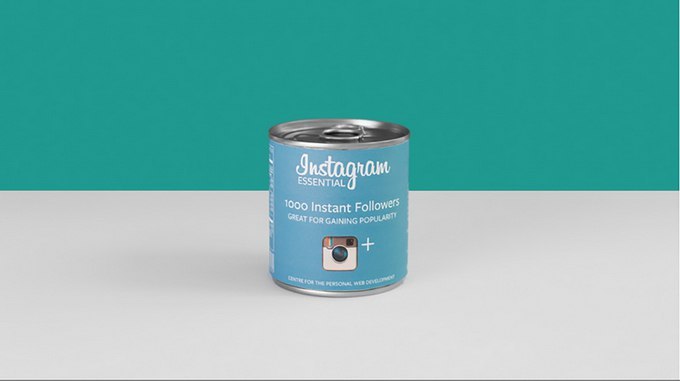 Instagram
ESSENTIAL
1000 Instant Followers
GREAT FOR GAINING POPULARITY
+
CENTRE FOR THE PERSONAL WEB DEVELOPMENT